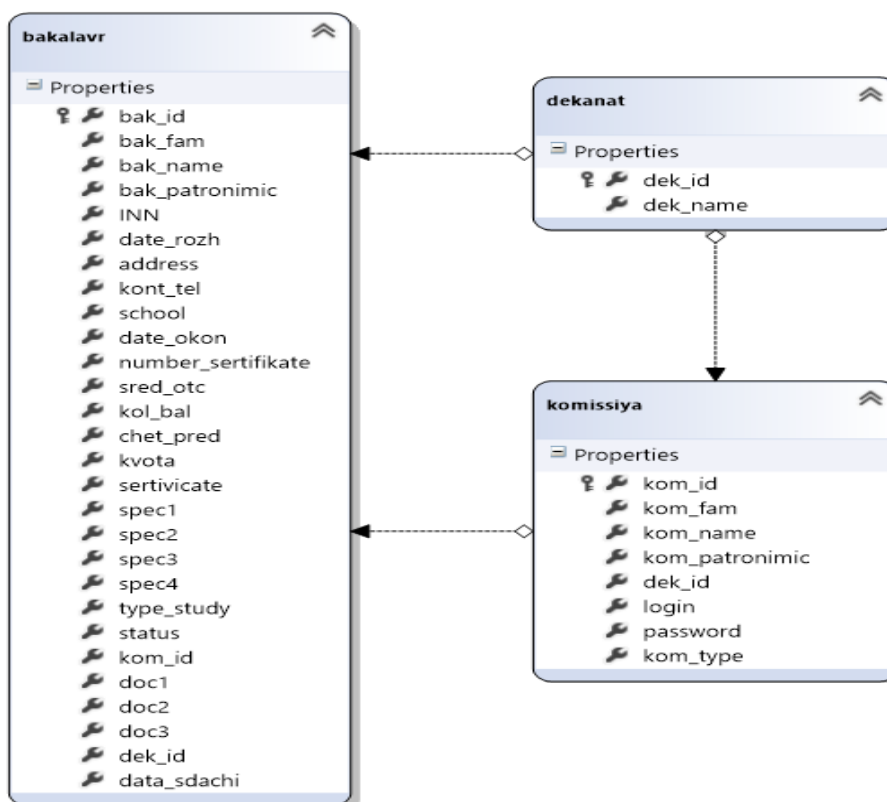 bakalavr
Properties
bak_id
bak_fam
bak_name
bak_patronimic
INN
date_rozh
address
kont_tel
school
date_okon
number_sertifikate
sred_otc
kol_bal
chet_pred
kvota
sertivicate
spec1
spec2
spec3
spec4
type_study
status
kom_id
doc1
doc2
doc3
dek_id
data_sdachi
dekanat
Properties
dek_id
dek_name
komissiya
Properties
kom_id
kom_fam
kom_name
kom_patronimic
dek_id
login
password
kom_type